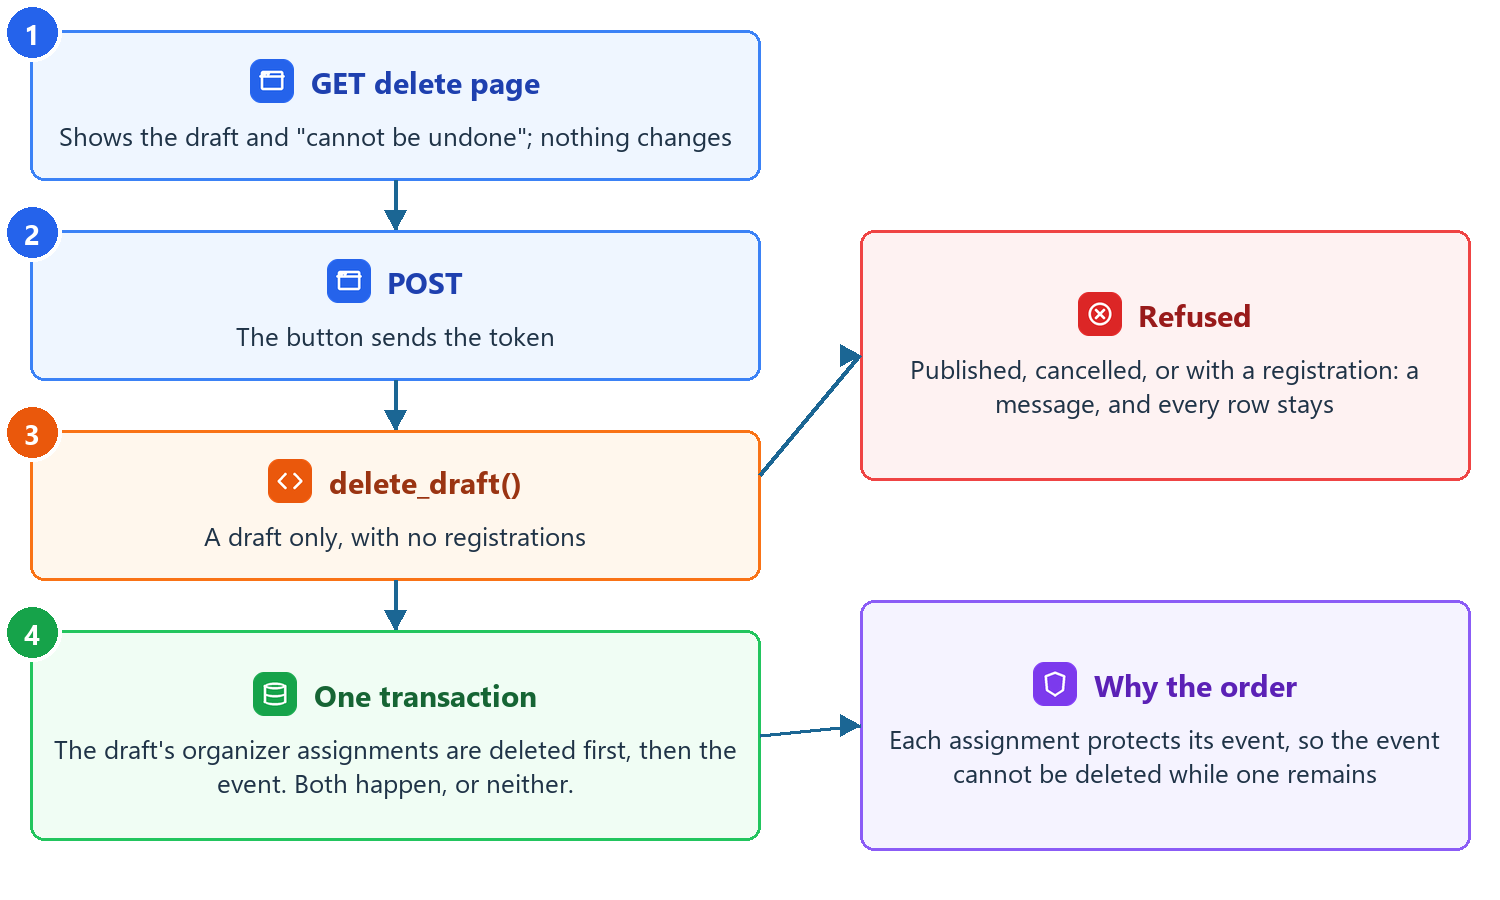 1
GET delete page
Shows the draft and "cannot be undone"; nothing changes
2
POST
The button sends the token
Refused
Published, cancelled, or with a registration: a
message, and every row stays
3
delete_draft()
A draft only, with no registrations
4
One transaction
The draft's organizer assignments are deleted first, then the
event. Both happen, or neither.
Why the order
Each assignment protects its event, so the event
cannot be deleted while one remains